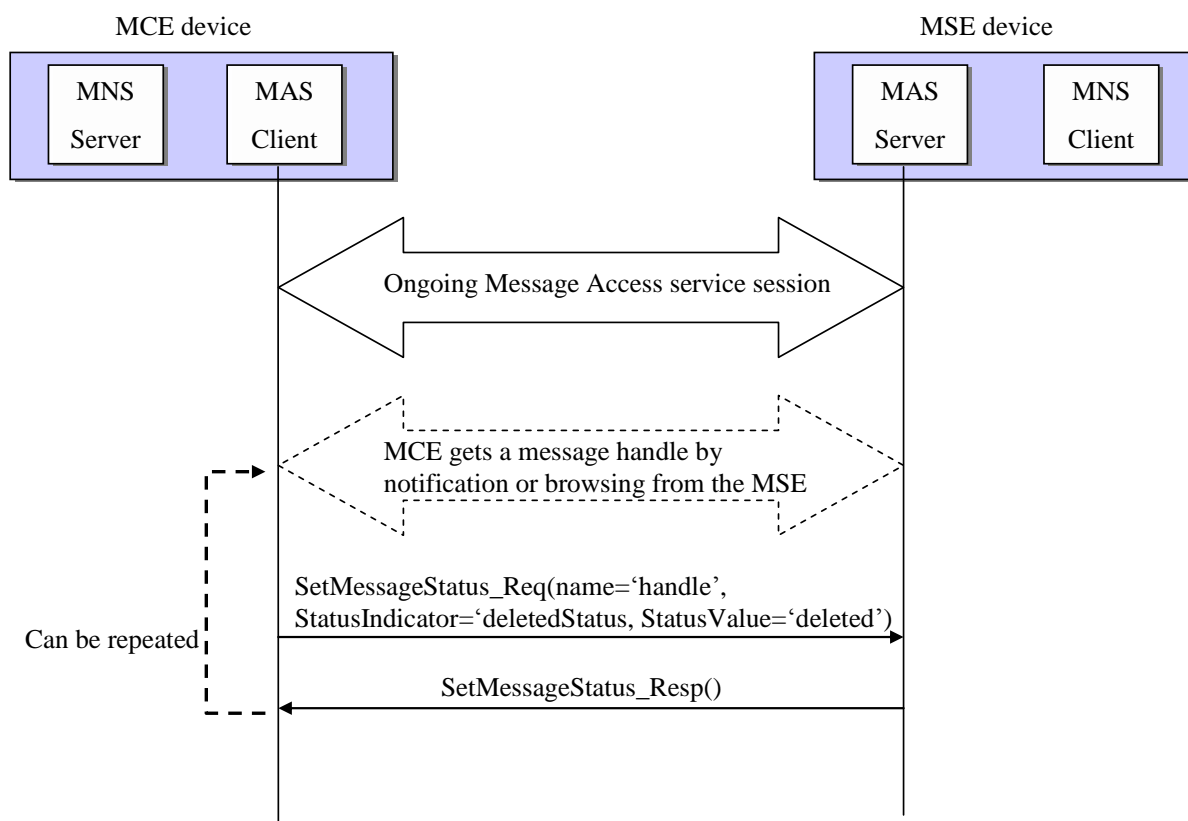 MCE device
MSE device
MNS
Server
MAS
Client
MAS
Server
MNS
Client
Ongoing Message Access service session
MCE gets a message handle by
notification or browsing from the MSE
SetMessageStatus_Req(name=‘handle’,
StatusIndicator=‘deletedStatus, StatusValue=‘deleted’)
Can be repeated
SetMessageStatus_Resp()